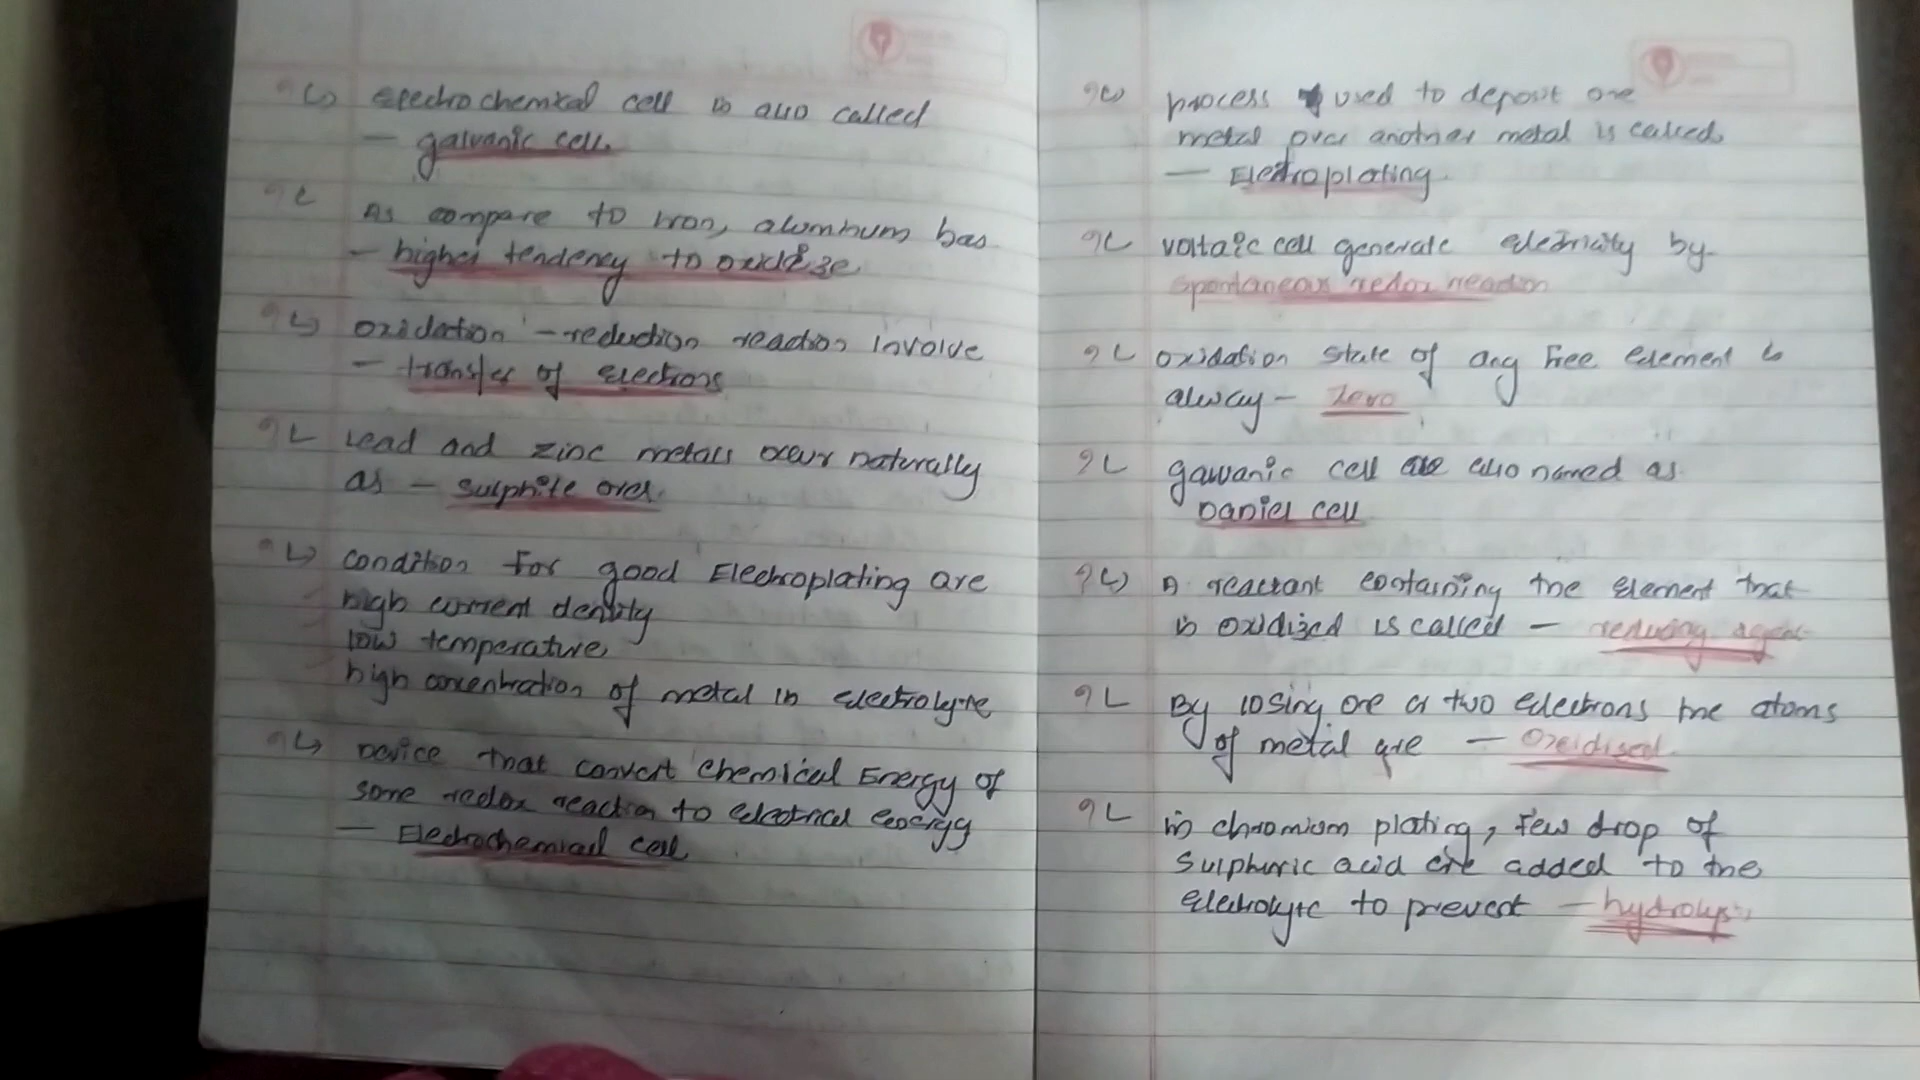 Electrochemical cell is also called
— galvanic cell.
As compare to Iron, aluminum has
— higher tendency to oxidize
oxidation - reduction reaction involve
— transfer of electrons
Lead and zinc metals occur naturally
as — sulphite ores.
condition for good Electroplating are
high current density
low temperature
high concentration of metal in electrolyte
Device that convert chemical Energy of
some redox reaction to electrical energy
— Electrochemical cell
process used to deposit one
metal over another metal is called
— Electroplating.
voltaic cell generate electricity by
spontaneous redox reaction
oxidation state of any free element is
alway - Zero
galvanic cell are also named as
Daniel cell
A reactant containing the element that
is oxidised is called — reducing agent
By losing one or two electrons the atoms
of metal are — Oxidised.
in chromium plating, few drop of
sulphuric acid are added to the
electrolyte to prevent — hydrolysis